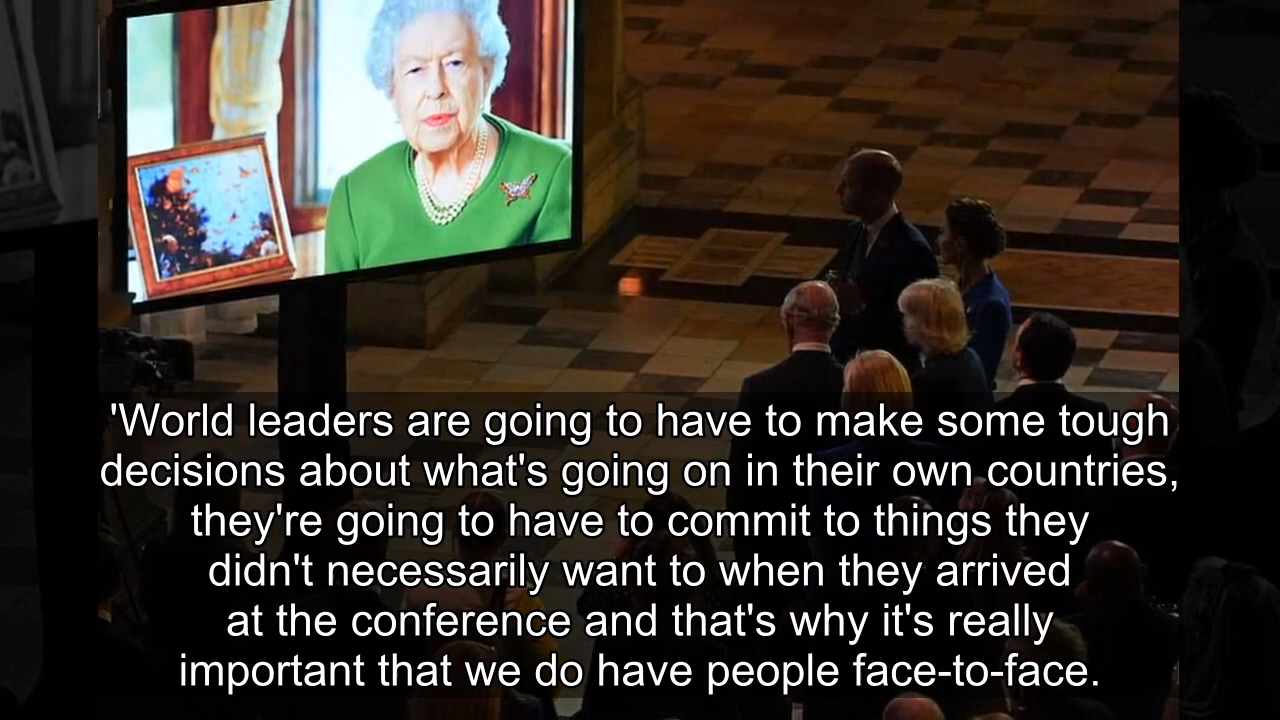 'World leaders are going to have to make some tough
decisions about what's going on in their own countries,
they're going to have to commit to things they
didn't necessarily want to when they arrived
at the conference and that's why it's really
important that we do have people face-to-face.